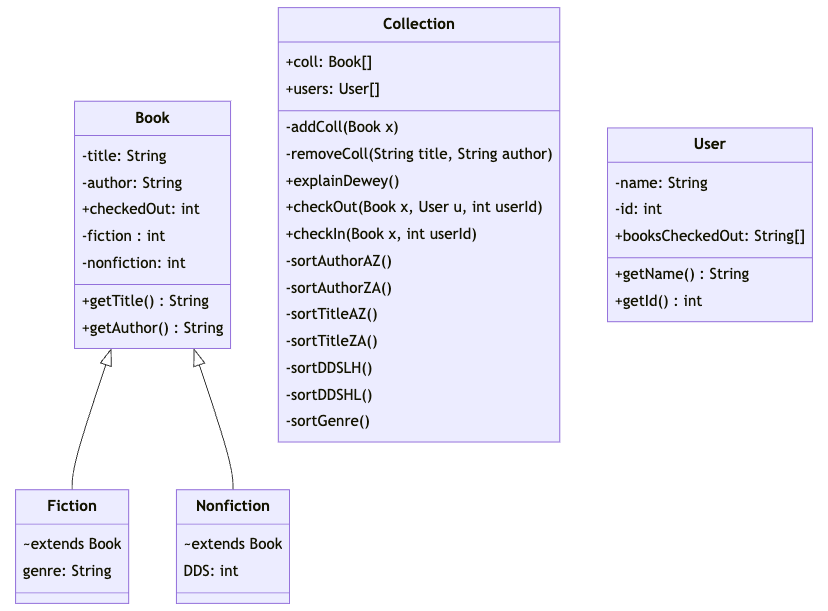 Collection
+coll: Book[]
+users: User[]
-addColl(Book x)
-removeColl(String title, String author)
+explainDewey()
+checkOut(Book x, User u, int userId)
+checkIn(Book x, int userId)
-sortAuthorAZ()
-sortAuthorZA()
-sortTitleAZ()
-sortTitleZA()
-sortDDSLH()
-sortDDSHL()
-sortGenre()
Book
-title: String
-author: String
+checkedOut: int
-fiction : int
-nonfiction: int
+getTitle() : String
+getAuthor() : String
User
-name: String
-id: int
+booksCheckedOut: String[]
+getName() : String
+getId() : int
Fiction
~extends Book
genre: String
Nonfiction
~extends Book
DDS: int